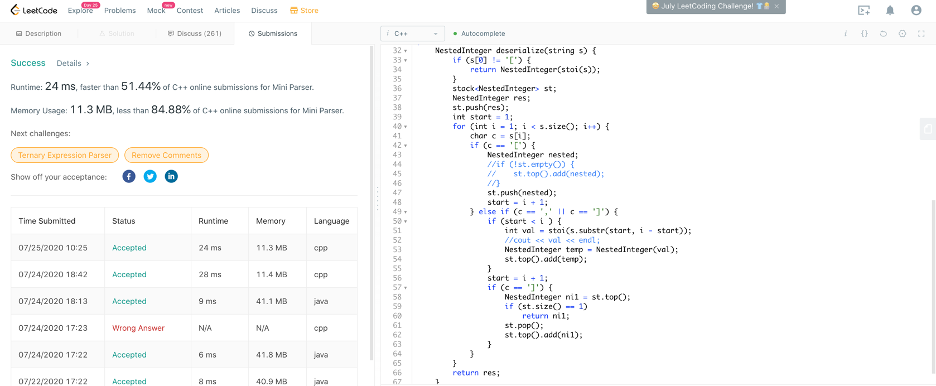 LeetCode
Explore
Day 25
Problems
Mock
new
Contest
Articles
Discuss
Store
July LeetCoding Challenge!
×
Description
Solution
Discuss (261)
Submissions
i C++
Autocomplete
Success Details >
Runtime: 24 ms, faster than 51.44% of C++ online submissions for Mini Parser.
Memory Usage: 11.3 MB, less than 84.88% of C++ online submissions for Mini Parser.
Next challenges:
Ternary Expression Parser Remove Comments
Show off your acceptance:
Time Submitted Status Runtime Memory Language
07/25/2020 10:25 Accepted 24 ms 11.3 MB cpp
07/24/2020 18:42 Accepted 28 ms 11.4 MB cpp
07/24/2020 18:13 Accepted 9 ms 41.1 MB java
07/24/2020 17:23 Wrong Answer N/A N/A cpp
07/24/2020 17:22 Accepted 6 ms 41.8 MB java
07/22/2020 17:22 Accepted 8 ms 40.9 MB java
32 NestedInteger deserialize(string s) {
33 if (s[0] != '[') {
34 return NestedInteger(stoi(s));
35 }
36 stack<NestedInteger> st;
37 NestedInteger res;
38 st.push(res);
39 int start = 1;
40 for (int i = 1; i < s.size(); i++) {
41 char c = s[i];
42 if (c == '[') {
43 NestedInteger nested;
44 //if (!st.empty()) {
45 // st.top().add(nested);
46 //}
47 st.push(nested);
48 start = i + 1;
49 } else if (c == ',' || c == ']') {
50 if (start < i ) {
51 int val = stoi(s.substr(start, i - start));
52 //cout << val << endl;
53 NestedInteger temp = NestedInteger(val);
54 st.top().add(temp);
55 }
56 start = i + 1;
57 if (c == ']') {
58 NestedInteger ni1 = st.top();
59 if (st.size() == 1)
60 return ni1;
61 st.pop();
62 st.top().add(ni1);
63 }
64 }
65 }
66 return res;
67 }